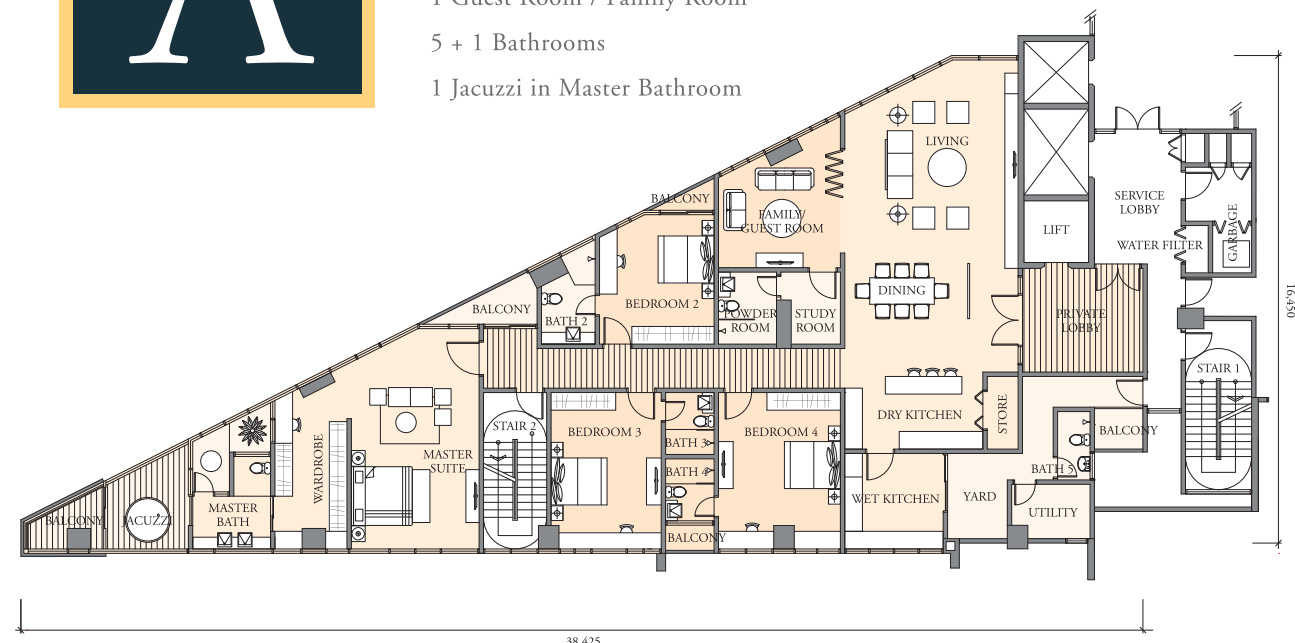 A
1 Guest Room / Family Room
5 + 1 Bathrooms
1 Jacuzzi in Master Bathroom
LIVING
SERVICE
LOBBY
BALCONY
FAMILY/
GUEST ROOM
LIFT
GARBAGE
WATER FILTER
DINING
BEDROOM 2
BALCONY
BATH 2
POWDER
ROOM
STUDY
ROOM
PRIVATE
LOBBY
16,450
STAIR 1
DRY KITCHEN
STORE
STAIR 2
BEDROOM 3
BATH 3
BEDROOM 4
BALCONY
MASTER
SUITE
WARDROBE
BATH 4
BATH 5
WET KITCHEN
YARD
UTILITY
MASTER
BATH
BALCONY
JACUZZI
BALCONY
38,425